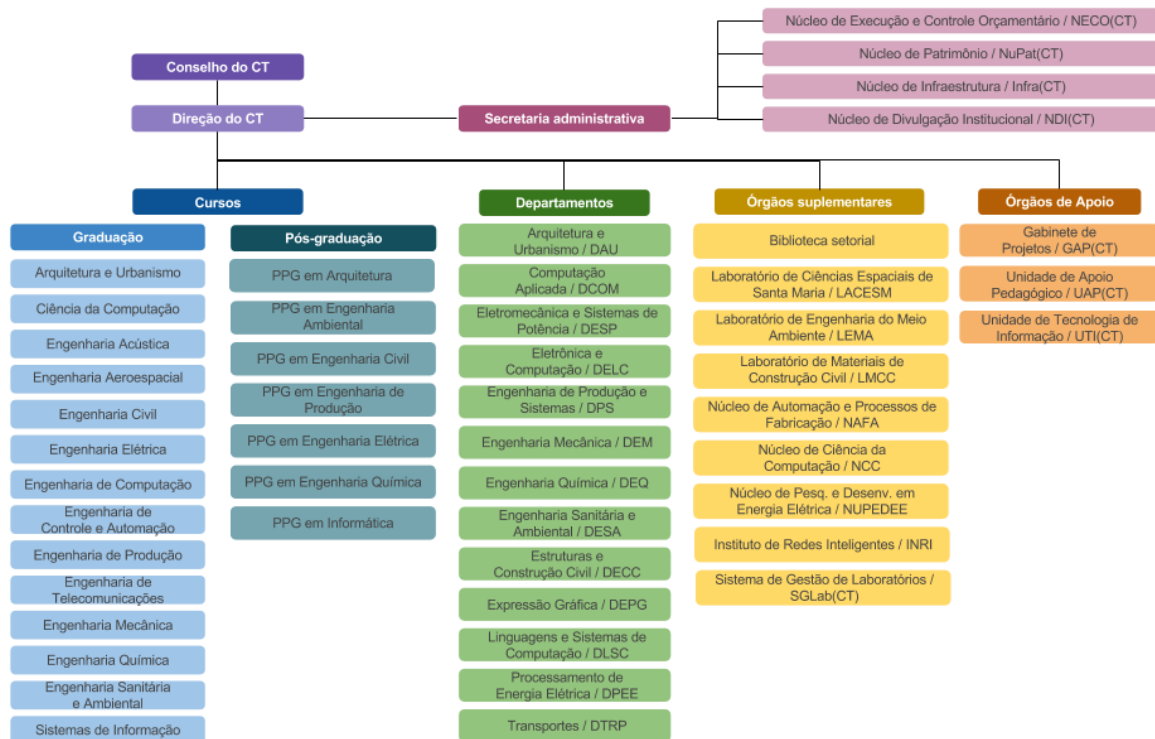 Núcleo de Execução e Controle Orçamentário / NECO(CT)
Núcleo de Patrimônio / NuPat(CT)
Núcleo de Infraestrutura / Infra(CT)
Núcleo de Divulgação Institucional / NDI(CT)
Conselho do CT
Direção do CT
Secretaria administrativa
Cursos
Graduação
Arquitetura e Urbanismo
Ciência da Computação
Engenharia Acústica
Engenharia Aeroespacial
Engenharia Civil
Engenharia Elétrica
Engenharia de Computação
Engenharia de
Controle e Automação
Engenharia de Produção
Engenharia de
Telecomunicações
Engenharia Mecânica
Engenharia Química
Engenharia Sanitária
e Ambiental
Sistemas de Informação
Pós-graduação
PPG em Arquitetura
PPG em Engenharia
Ambiental
PPG em Engenharia Civil
PPG em Engenharia de
Produção
PPG em Engenharia Elétrica
PPG em Engenharia Química
PPG em Informática
Departamentos
Arquitetura e
Urbanismo / DAU
Computação
Aplicada / DCOM
Eletromecânica e Sistemas de
Potência / DESP
Eletrônica e
Computação / DELC
Engenharia de Produção e
Sistemas / DPS
Engenharia Mecânica / DEM
Engenharia Química / DEQ
Engenharia Sanitária e
Ambiental / DESA
Estruturas e
Construção Civil / DECC
Expressão Gráfica / DEPG
Linguagens e Sistemas de
Computação / DLSC
Processamento de
Energia Elétrica / DPEE
Transportes / DTRP
Órgãos suplementares
Biblioteca setorial
Laboratório de Ciências Espaciais de
Santa Maria / LACESM
Laboratório de Engenharia do Meio
Ambiente / LEMA
Laboratório de Materiais de
Construção Civil / LMCC
Núcleo de Automação e Processos de
Fabricação / NAFA
Núcleo de Ciência da
Computação / NCC
Núcleo de Pesq. e Desenv. em
Energia Elétrica / NUPEDEE
Instituto de Redes Inteligentes / INRI
Sistema de Gestão de Laboratórios /
SGLab(CT)
Órgãos de Apoio
Gabinete de
Projetos / GAP(CT)
Unidade de Apoio
Pedagógico / UAP(CT)
Unidade de Tecnologia de
Informação / UTI(CT)